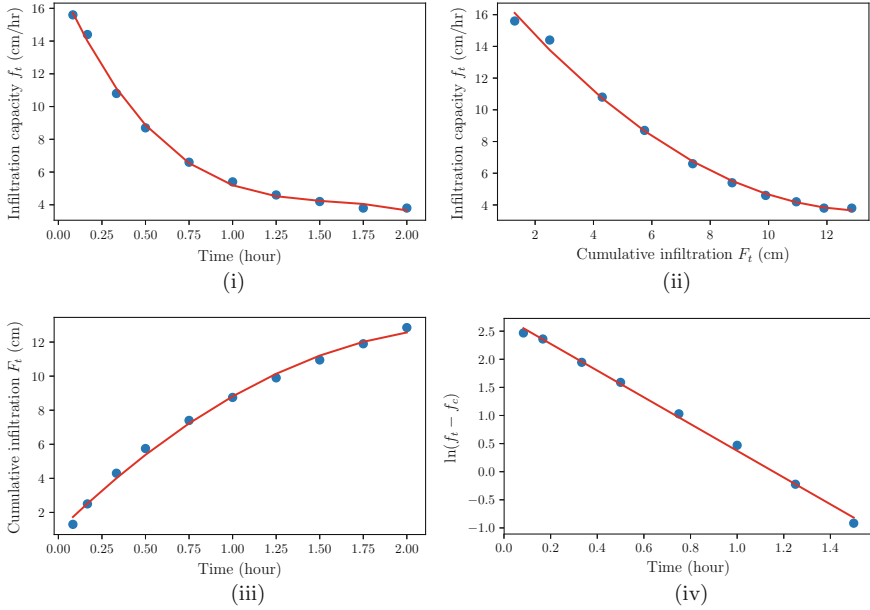 16
14
12
10
8
6
4
Infiltration capacity f_t (cm/hr)
0.00 0.25 0.50 0.75 1.00 1.25 1.50 1.75 2.00
Time (hour)
(i)
16
14
12
10
8
6
4
Infiltration capacity f_t (cm/hr)
2 4 6 8 10 12
Cumulative infiltration F_t (cm)
(ii)
12
10
8
6
4
2
Cumulative infiltration F_t (cm)
0.00 0.25 0.50 0.75 1.00 1.25 1.50 1.75 2.00
Time (hour)
(iii)
2.5
2.0
1.5
1.0
0.5
0.0
−0.5
−1.0
ln(f_t − f_c)
0.0 0.2 0.4 0.6 0.8 1.0 1.2 1.4
Time (hour)
(iv)